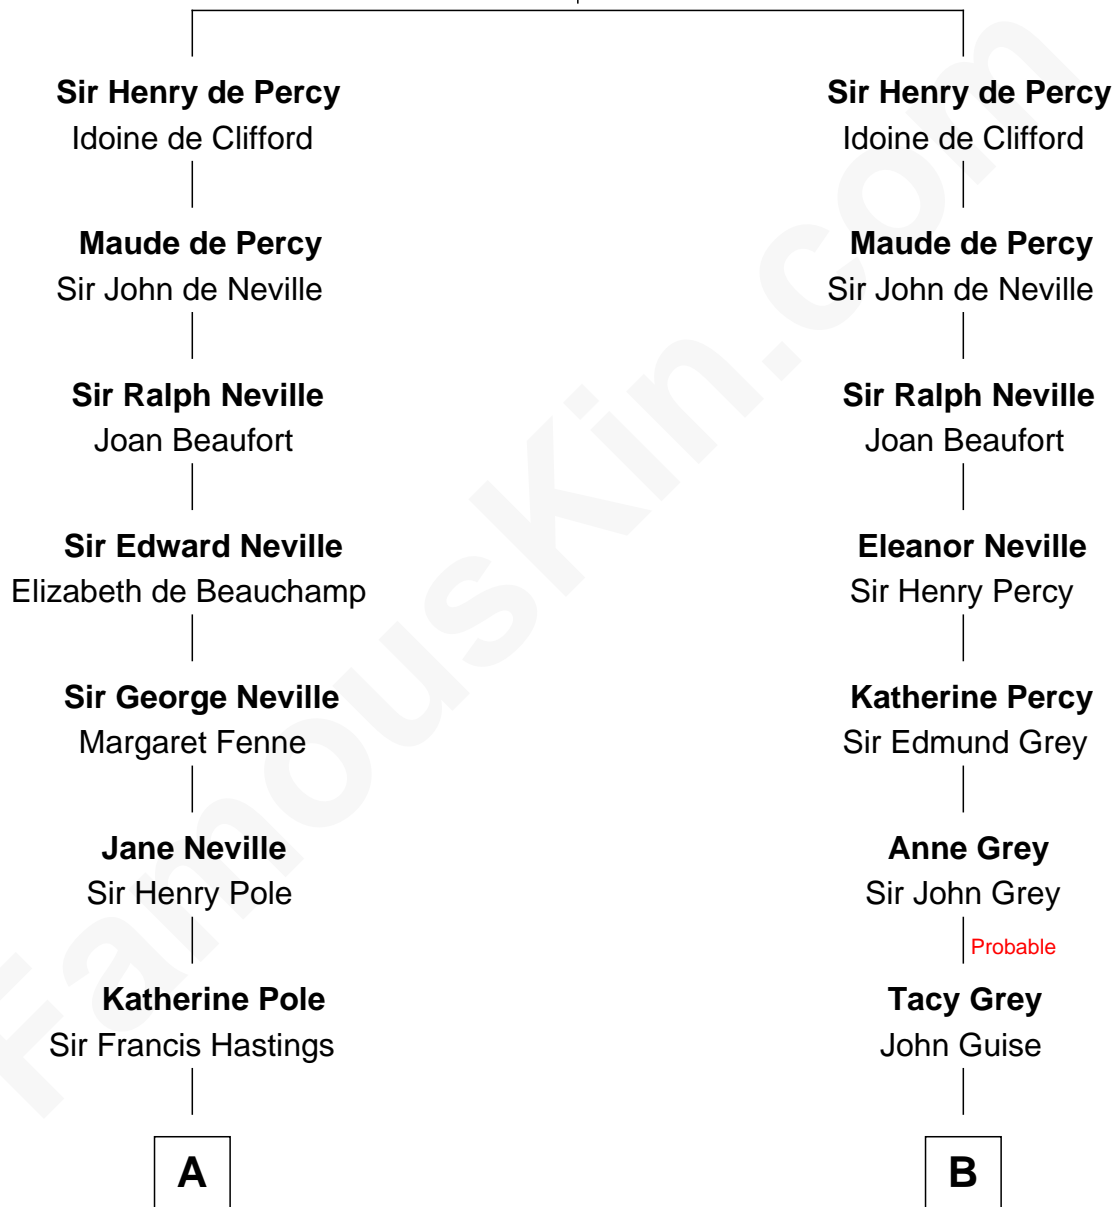 Sir Henry de Percy
Idoine de Clifford
Maude de Percy
Sir John de Neville
Sir Ralph Neville
Joan Beaufort
Sir Edward Neville
Elizabeth de Beauchamp
Sir George Neville
Margaret Fenne
Jane Neville
Sir Henry Pole
Katherine Pole
Sir Francis Hastings
A
Sir Henry de Percy
Idoine de Clifford
Maude de Percy
Sir John de Neville
Sir Ralph Neville
Joan Beaufort
Eleanor Neville
Sir Henry Percy
Katherine Percy
Sir Edmund Grey
Anne Grey
Sir John Grey
Probable
Tacy Grey
John Guise
B
FamousKin.com